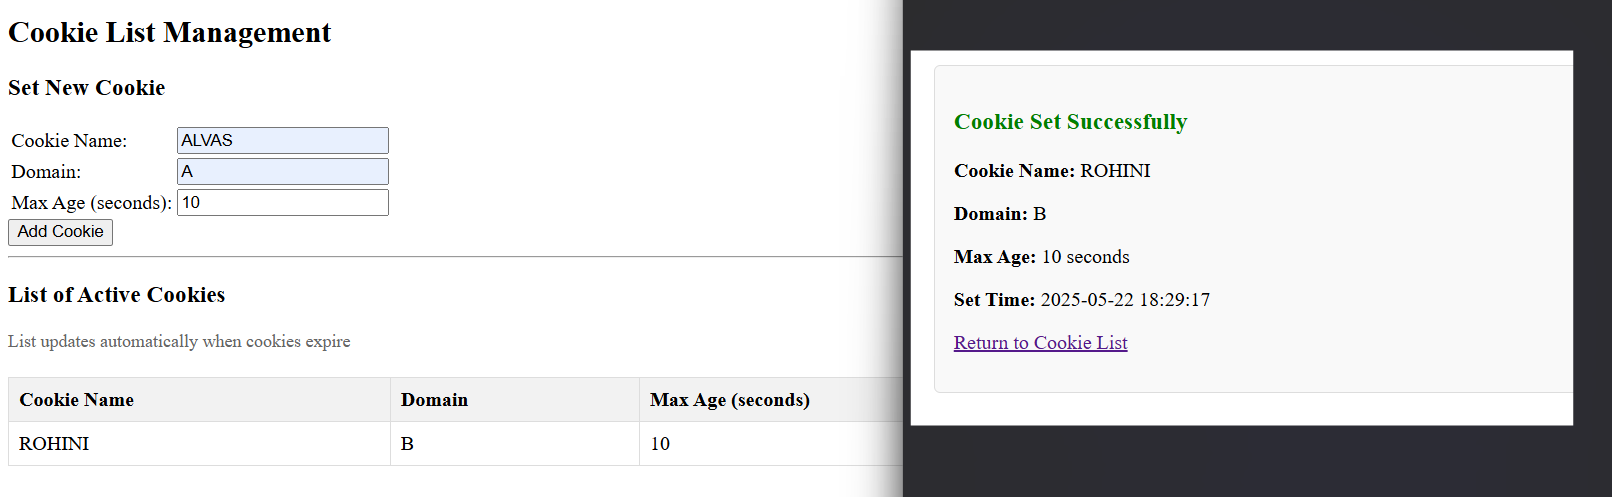 Cookie List Management
Set New Cookie
Cookie Name: ALVAS
Domain: A
Max Age (seconds): 10
Add Cookie
List of Active Cookies
List updates automatically when cookies expire
Cookie Name Domain Max Age (seconds)
ROHINI B 10
Cookie Set Successfully
Cookie Name: ROHINI
Domain: B
Max Age: 10 seconds
Set Time: 2025-05-22 18:29:17
Return to Cookie List